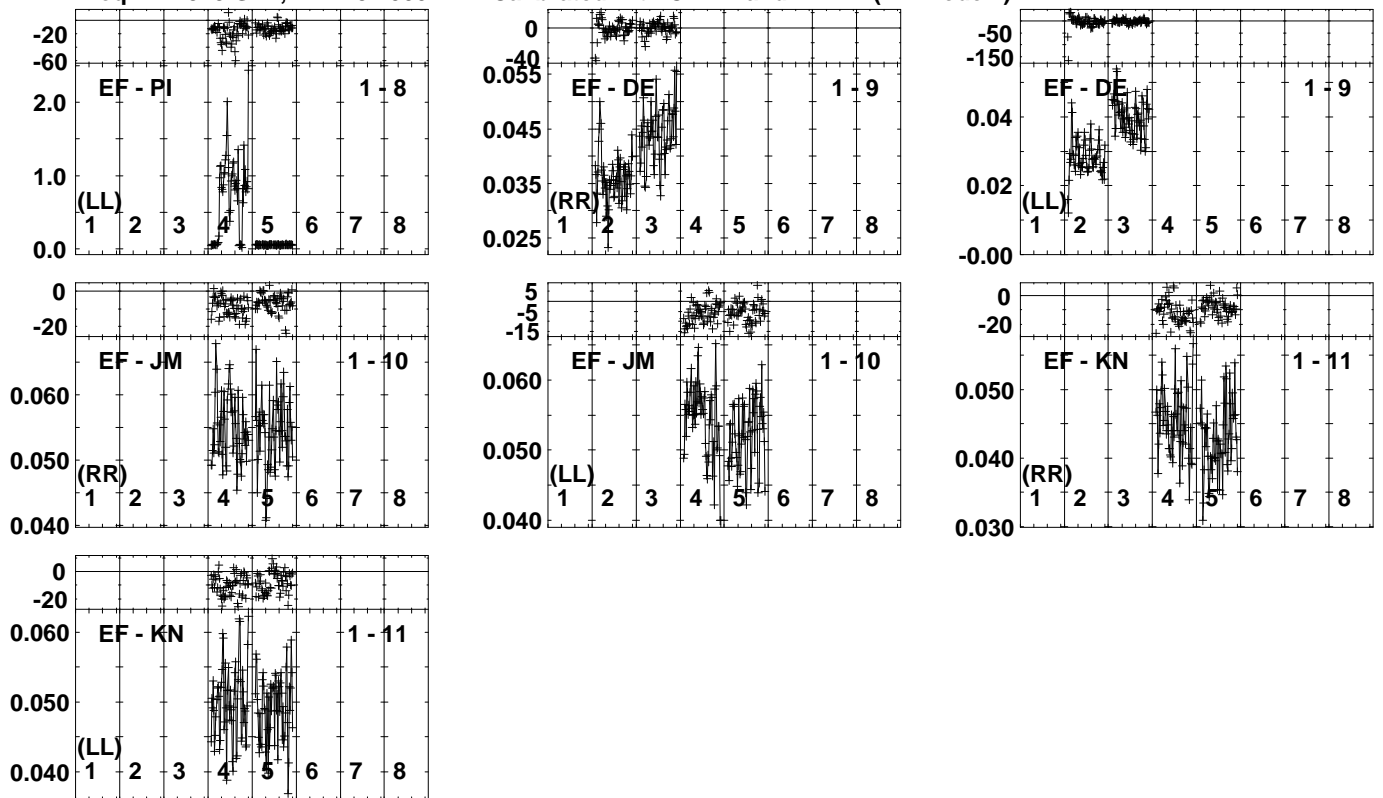 -20
-60
EF - PI 1 - 8
2.0
1.0
0.0
(LL)
1 2 3 4 5 6 7 8
0
-40
0.055
EF - DE 1 - 9
0.045
0.035
0.025
(RR)
1 2 3 4 5 6 7 8
-50
-150
EF - DE 1 - 9
0.04
0.02
-0.00
(LL)
1 2 3 4 5 6 7 8
0
-20
EF - JM 1 - 10
0.060
0.050
0.040
(RR)
1 2 3 4 5 6 7 8
5
-5
-15
EF - JM 1 - 10
0.060
0.050
0.040
(LL)
1 2 3 4 5 6 7 8
0
-20
EF - KN 1 - 11
0.050
0.040
0.030
(RR)
1 2 3 4 5 6 7 8
0
-20
0.060
EF - KN 1 - 11
0.050
0.040
(LL)
1 2 3 4 5 6 7 8